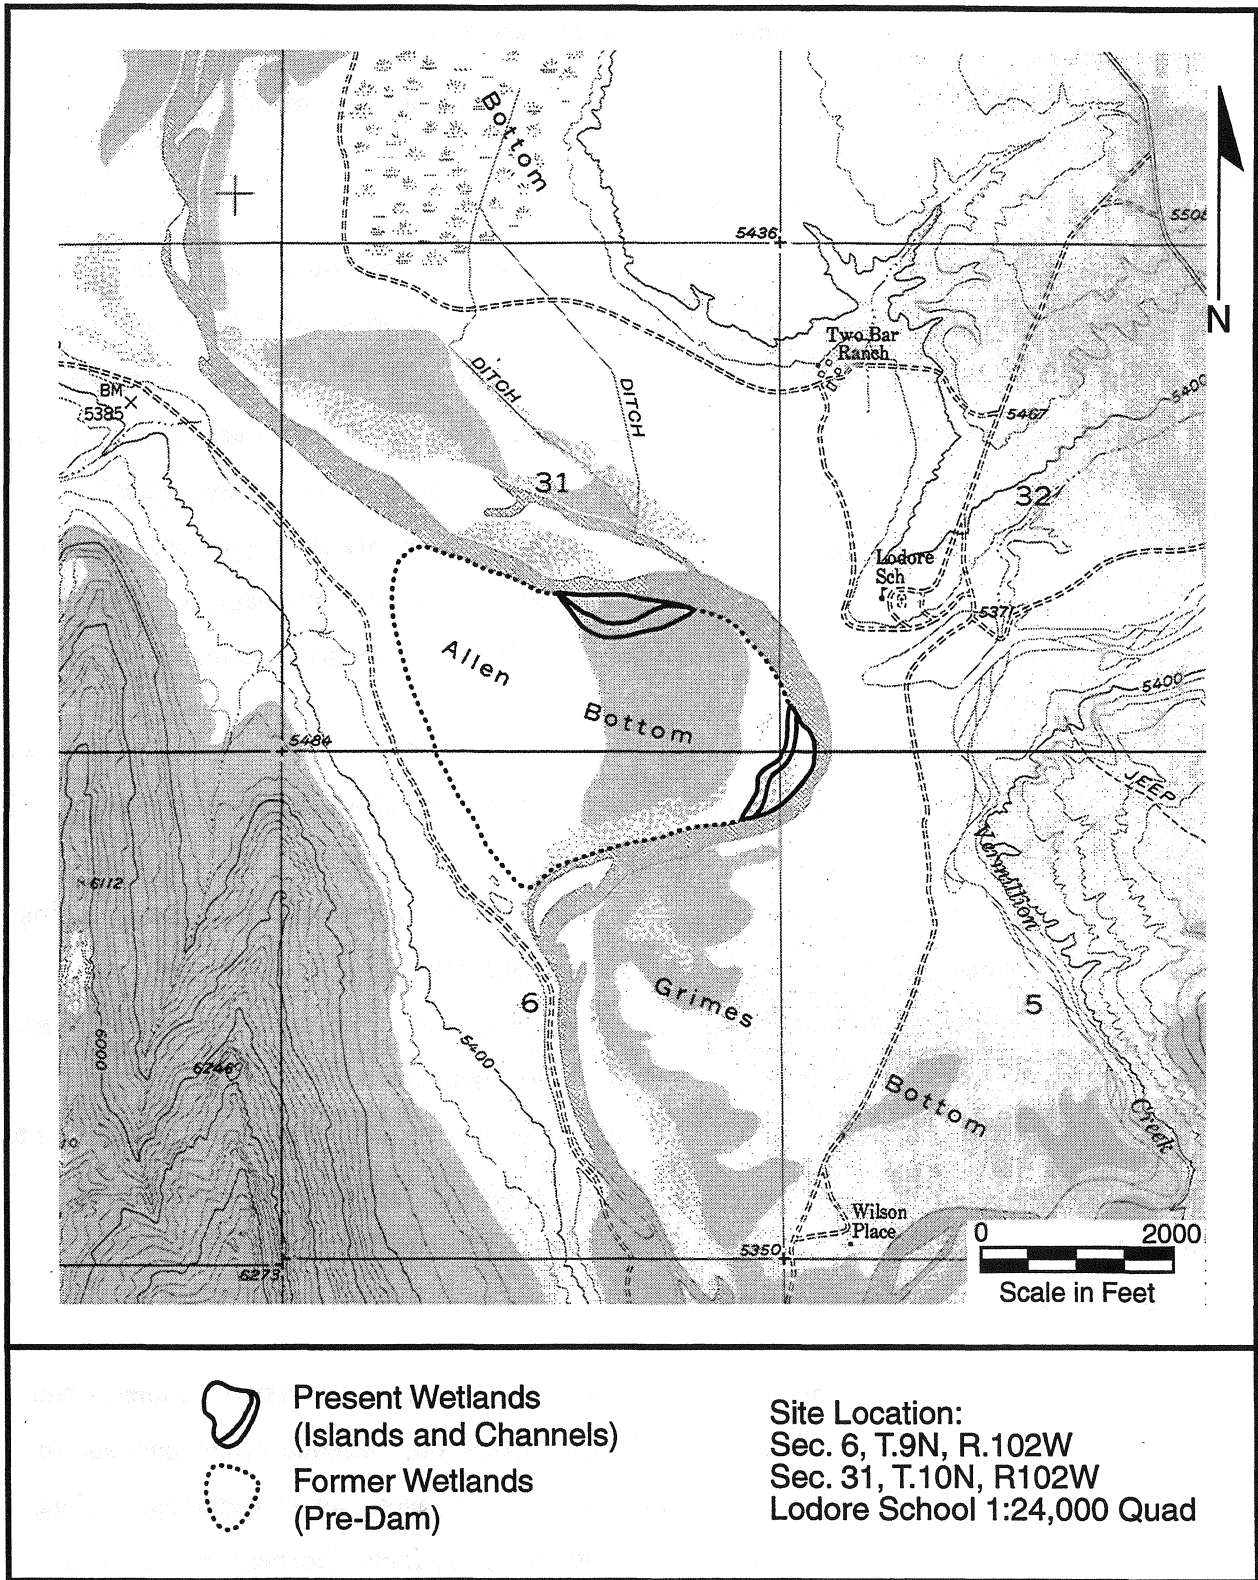 Bottom
5436
5508
N
Two Bar
Ranch
BM
5385
DITCH
DITCH
5467
5400
31
32
Lodore
Sch
5371
Allen
Bottom
5400
5484
JEEP
Vermillion
6112
Grimes
6
5
6000
6246
5400
Bottom
Creek
Wilson
Place
5350
6273
0 2000
Scale in Feet
Present Wetlands
(Islands and Channels)
Former Wetlands
(Pre-Dam)
Site Location:
Sec. 6, T.9N, R.102W
Sec. 31, T.10N, R102W
Lodore School 1:24,000 Quad